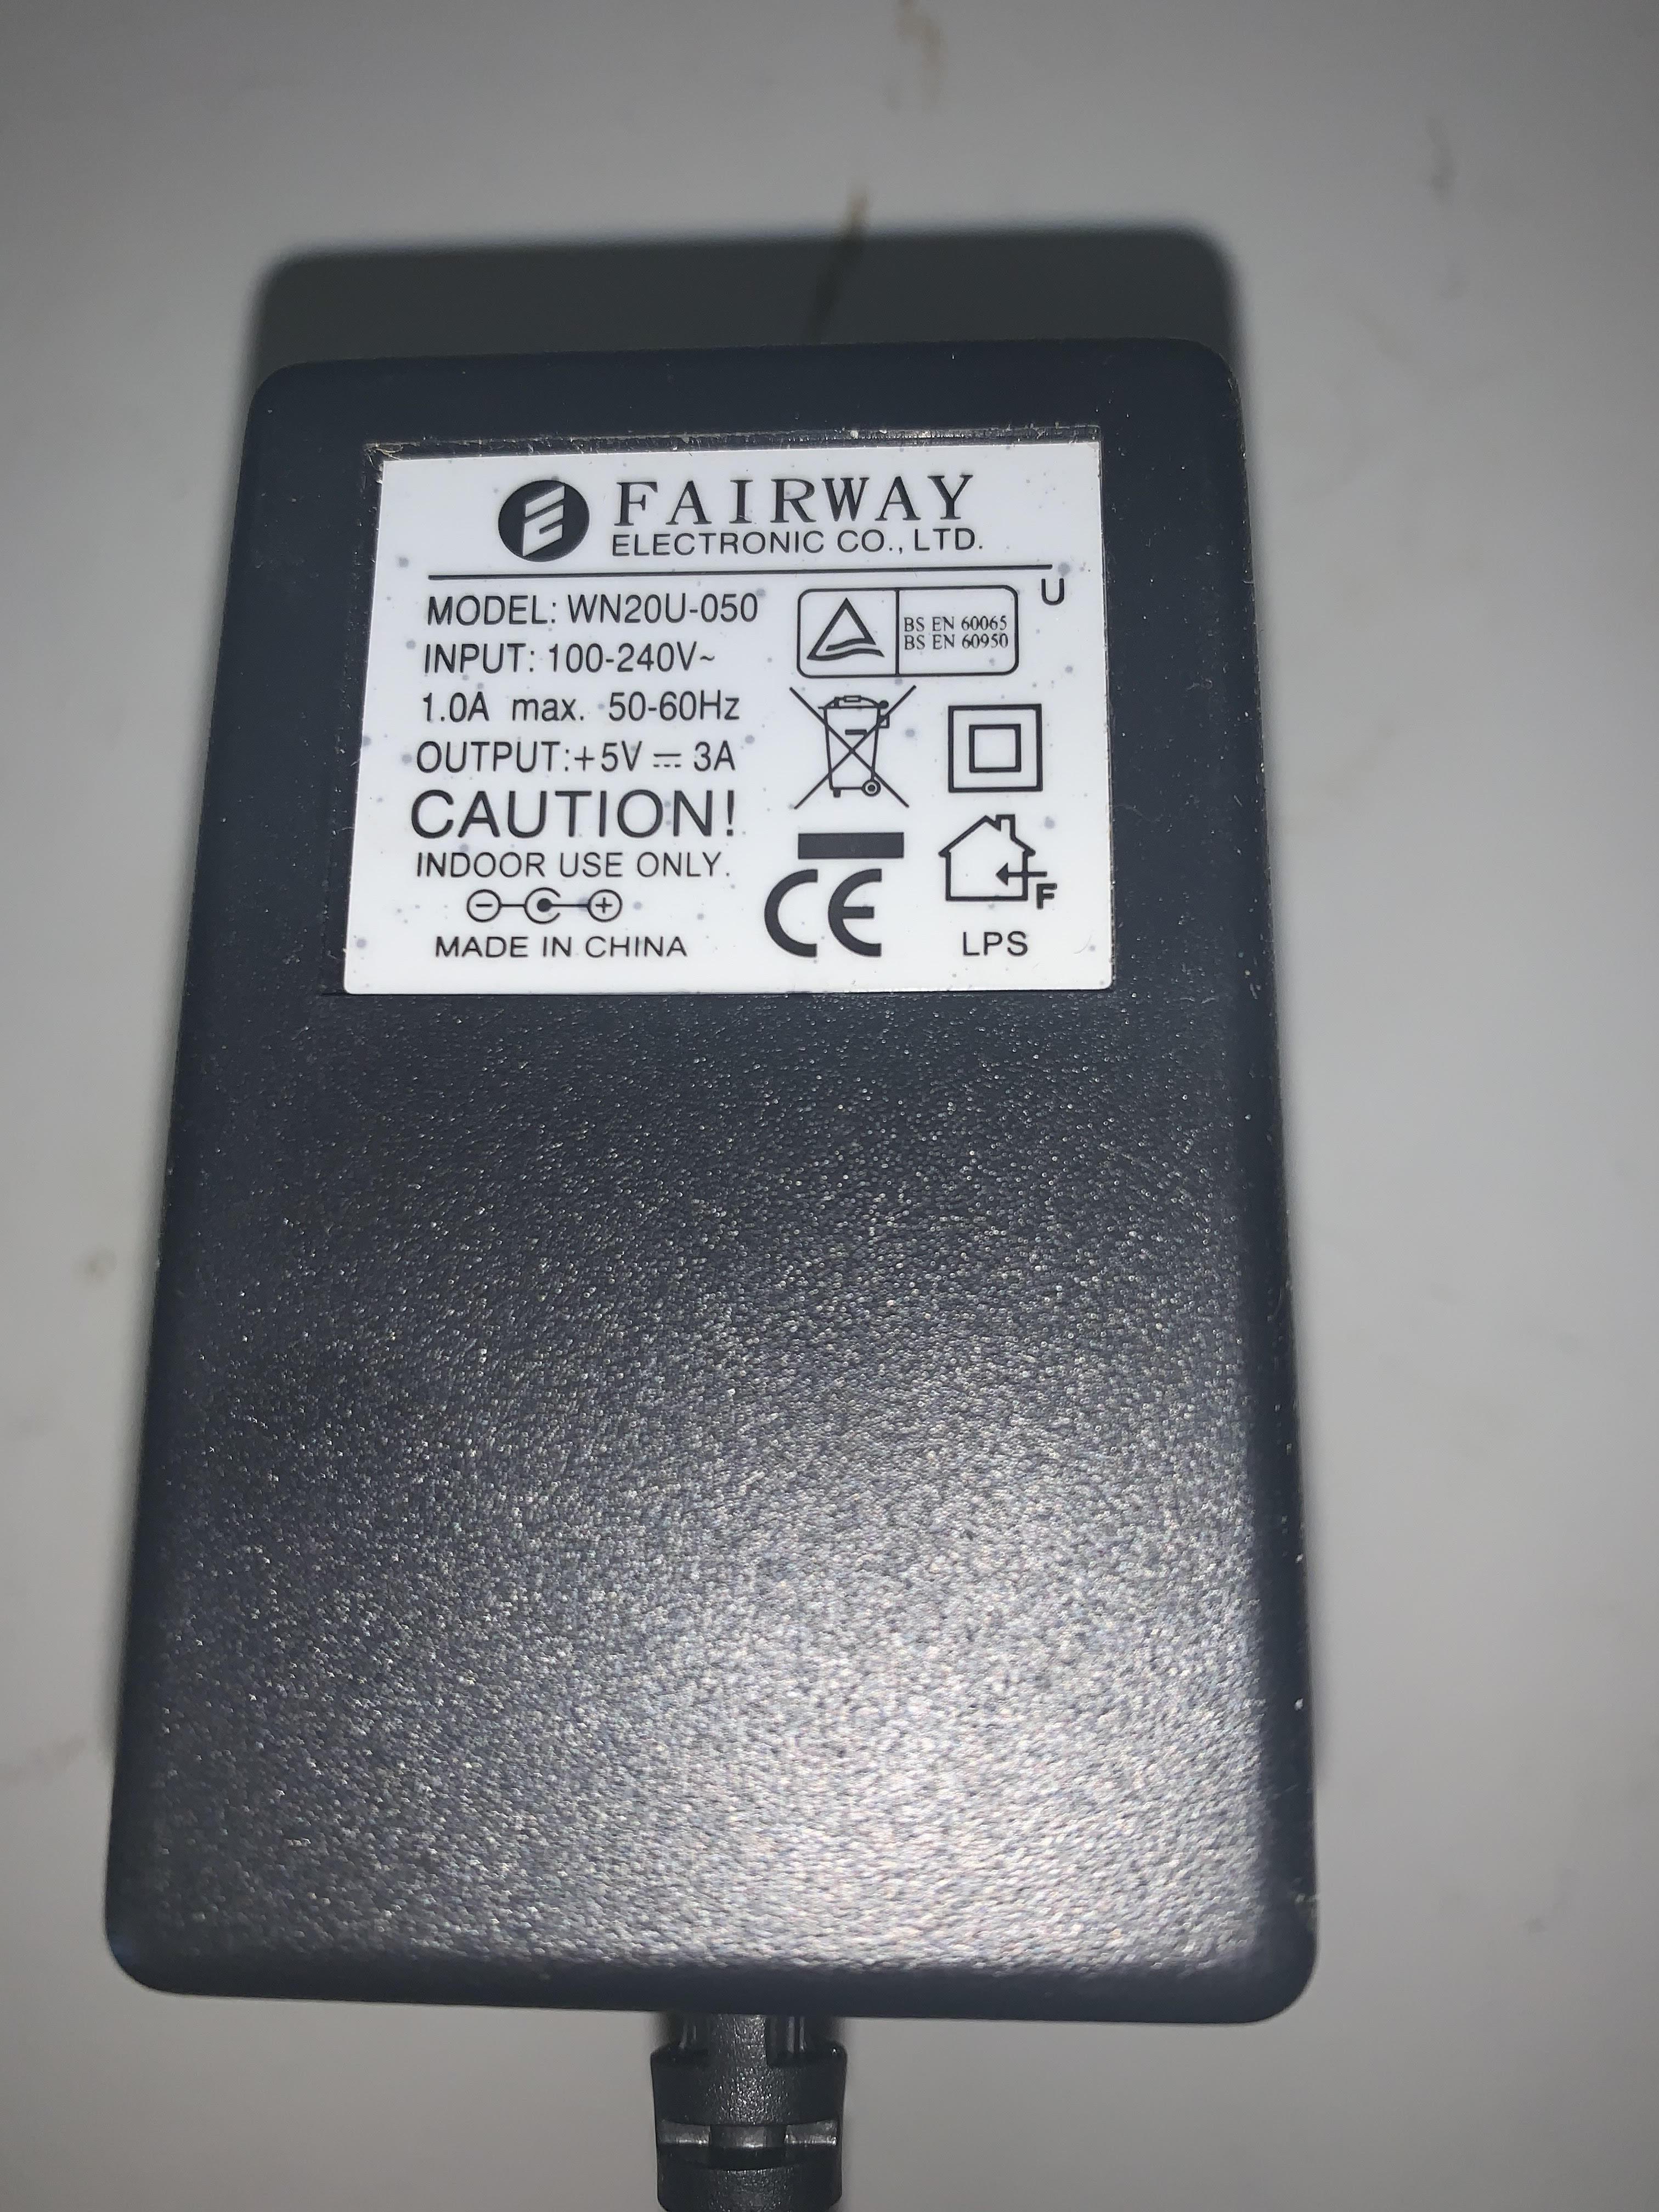 FAIRWAY
ELECTRONIC CO., LTD.
U
MODEL: WN20U-050
BS EN 60065
BS EN 60950
INPUT: 100-240V~
1.0A max. 50-60Hz
OUTPUT:+5V⎓3A
CAUTION!
INDOOR USE ONLY.
F
MADE IN CHINA
CE
LPS